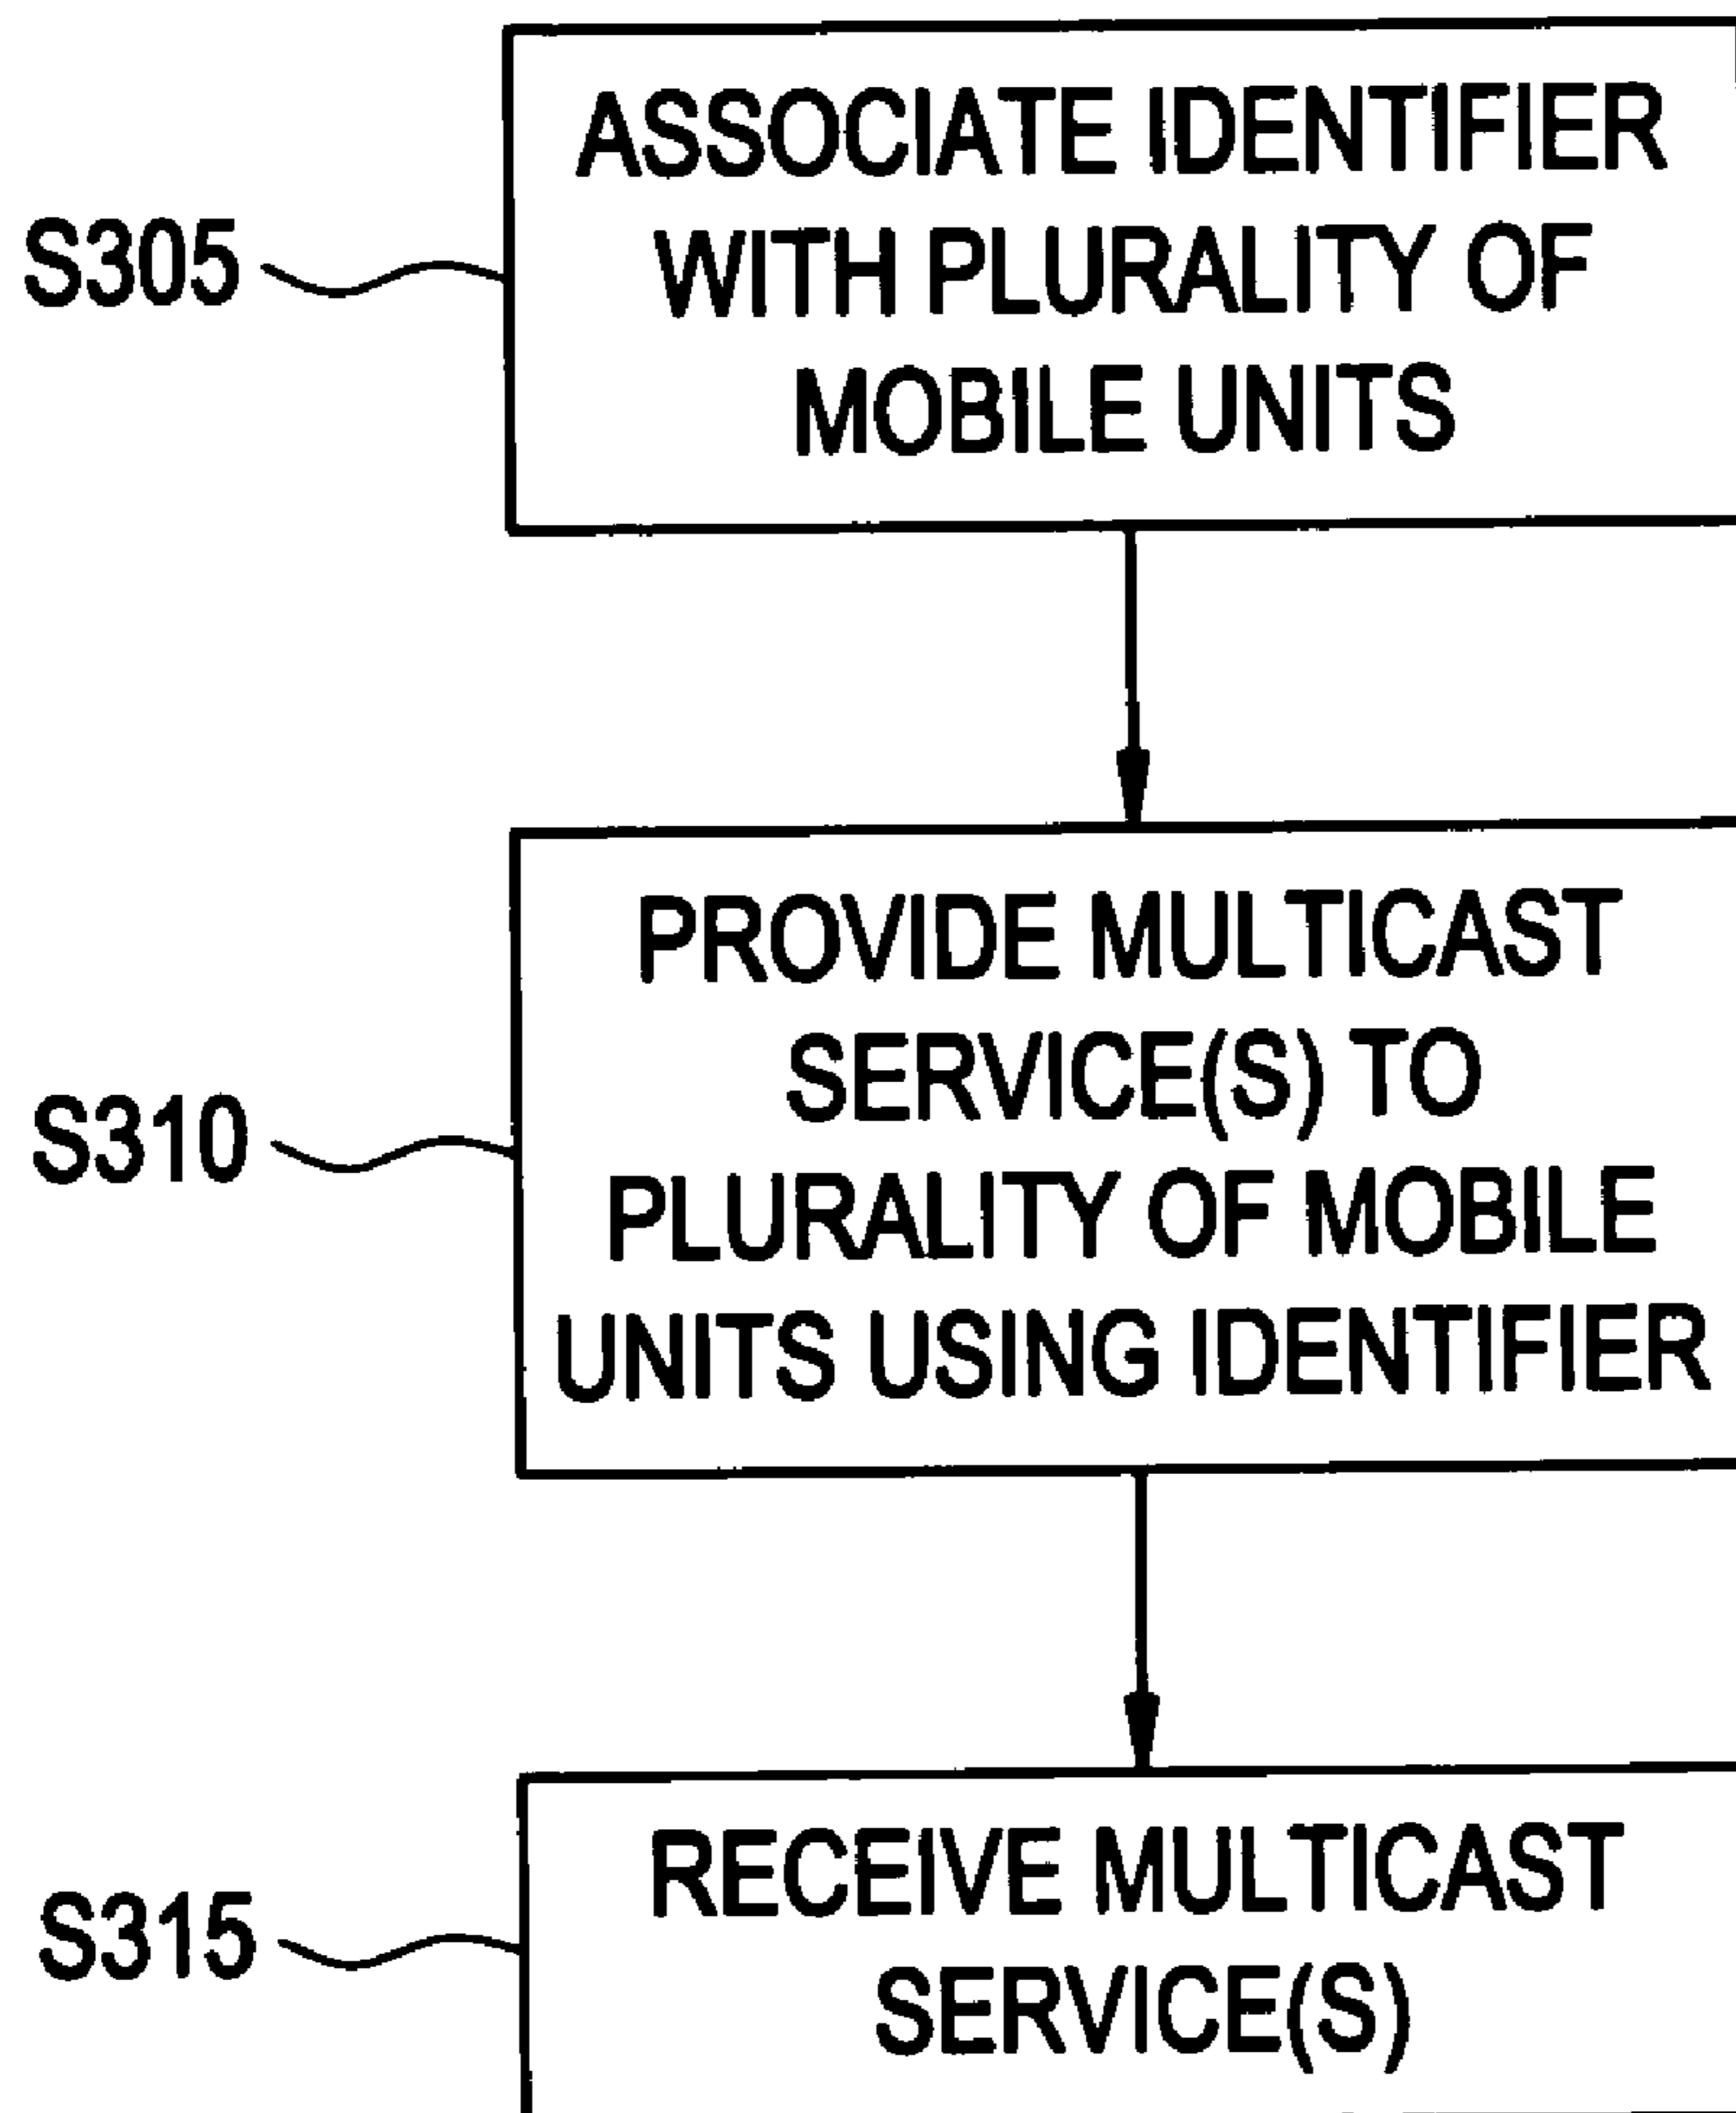 ASSOCIATE IDENTIFIER
WITH PLURALITY OF
MOBILE UNITS
S305
PROVIDE MULTICAST
SERVICE(S) TO
PLURALITY OF MOBILE
UNITS USING IDENTIFIER
S310
RECEIVE MULTICAST
SERVICE(S)
S315